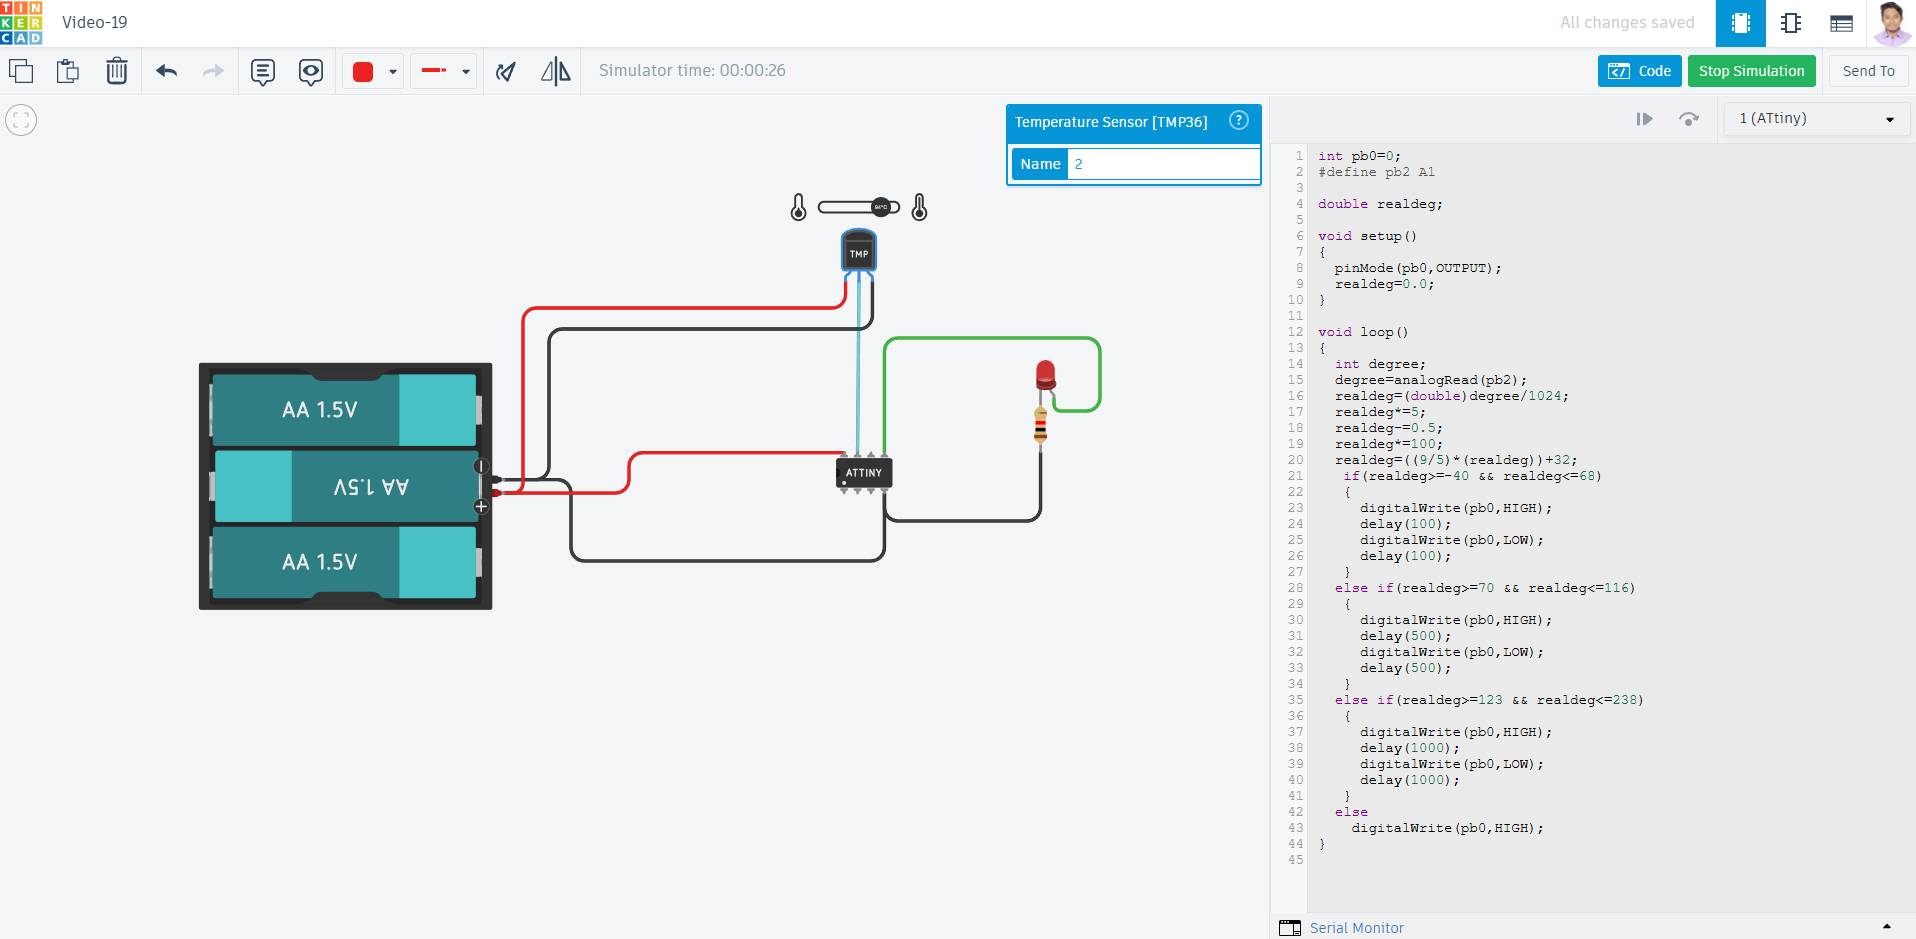 TIN
KER
CAD
Video-19
All changes saved
Simulator time: 00:00:26
Code
Stop Simulation
Send To
Temperature Sensor [TMP36]
?
Name
2
1 (ATtiny)
TMP
AA 1.5V
AA 1.5V
AA 1.5V
ATTINY
1 int pb0=0;
2 #define pb2 A1
3
4 double realdeg;
5
6 void setup()
7 {
8 pinMode(pb0,OUTPUT);
9 realdeg=0.0;
10 }
11
12 void loop()
13 {
14 int degree;
15 degree=analogRead(pb2);
16 realdeg=(double)degree/1024;
17 realdeg*=5;
18 realdeg-=0.5;
19 realdeg*=100;
20 realdeg=((9/5)*(realdeg))+32;
21 if(realdeg>=-40 && realdeg<=68)
22 {
23 digitalWrite(pb0,HIGH);
24 delay(100);
25 digitalWrite(pb0,LOW);
26 delay(100);
27 }
28 else if(realdeg>=70 && realdeg<=116)
29 {
30 digitalWrite(pb0,HIGH);
31 delay(500);
32 digitalWrite(pb0,LOW);
33 delay(500);
34 }
35 else if(realdeg>=123 && realdeg<=238)
36 {
37 digitalWrite(pb0,HIGH);
38 delay(1000);
39 digitalWrite(pb0,LOW);
40 delay(1000);
41 }
42 else
43 digitalWrite(pb0,HIGH);
44 }
45
Serial Monitor